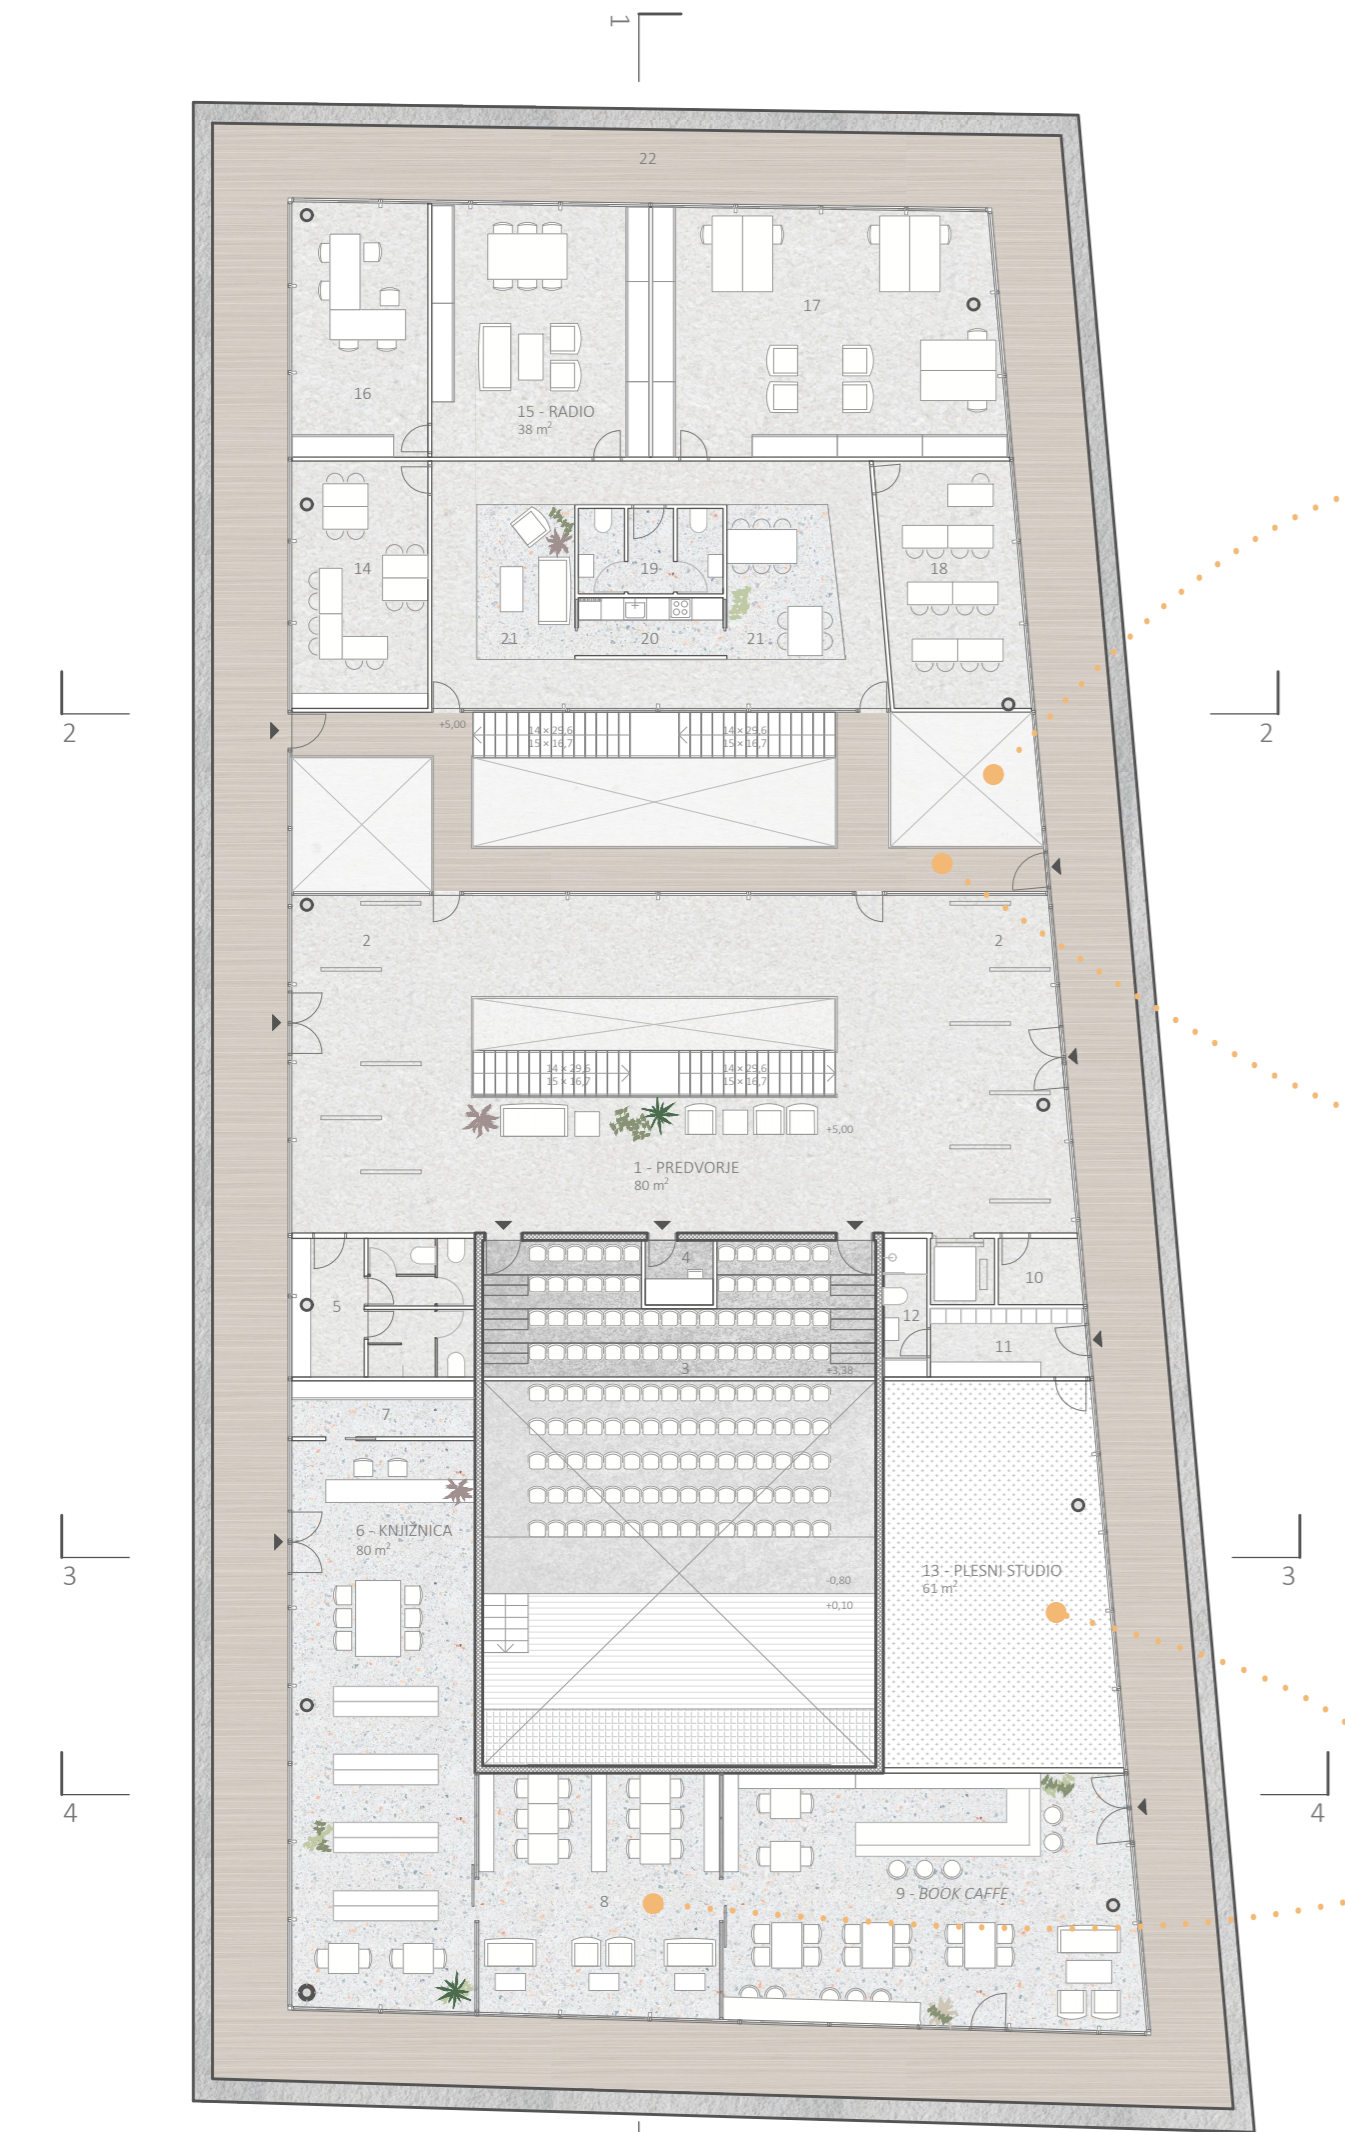 1
22
17
16
15 - RADIO
38 m²
14
19
18
21
20
21
2
2
+5,00
14 × 29,6
15 × 16,7
14 × 29,6
15 × 16,7
2
2
14 × 29,6
15 × 16,7
14 × 29,6
15 × 16,7
+5,00
1 - PREDVORJE
80 m²
4
10
5
12
11
3
+3,38
7
6 - KNJIŽNICA
80 m²
3
3
13 - PLESNI STUDIO
61 m²
-0,80
+0,10
4
4
8
9 - BOOK CAFFE